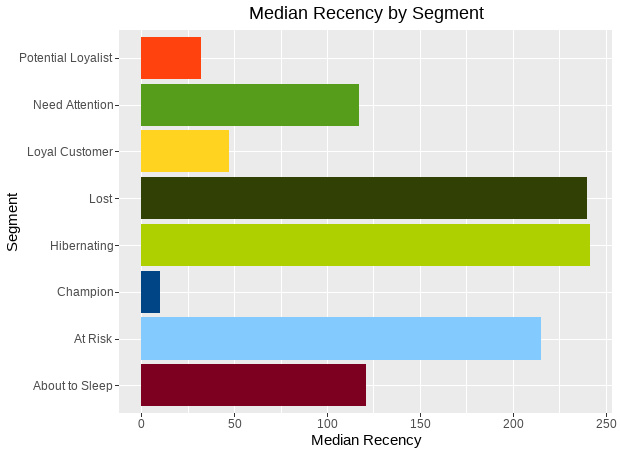 Median Recency by Segment
Potential Loyalist
Need Attention
Loyal Customer
Lost
Hibernating
Champion
At Risk
About to Sleep
Segment
0 50 100 150 200 250
Median Recency